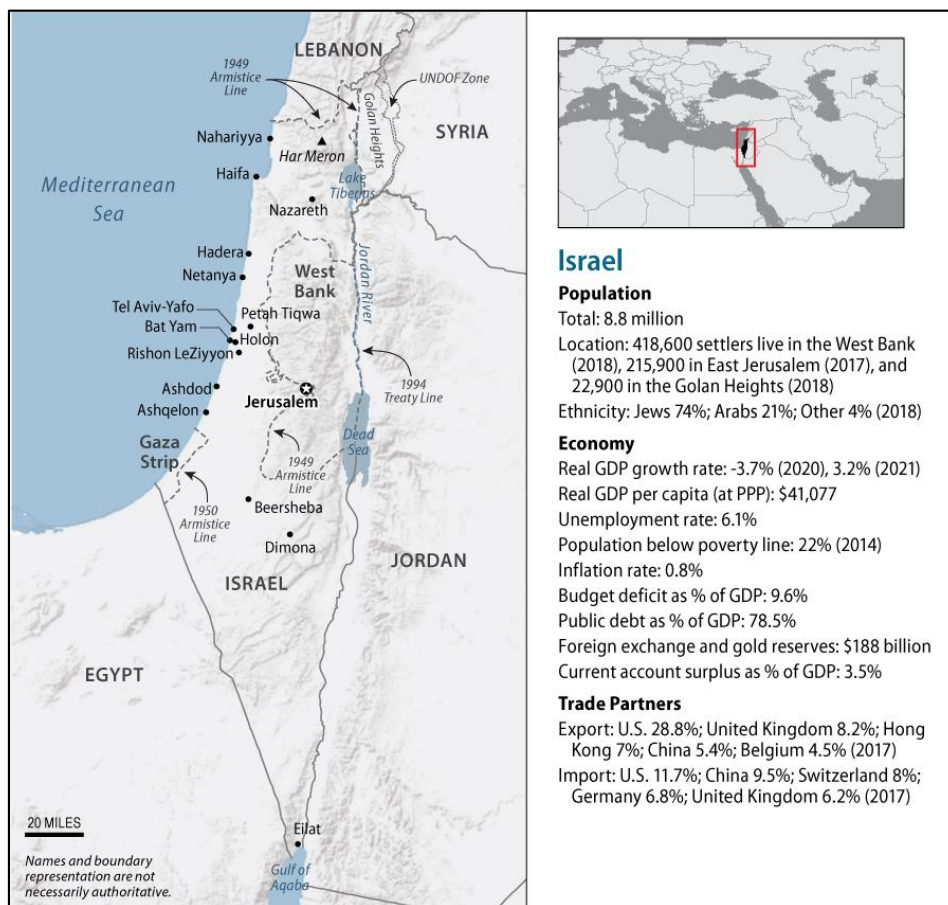 LEBANON
1949
Armistice
Line
UNDOF Zone
Golan Heights
SYRIA
Nahariyya
Har Meron
Haifa
Lake
Tiberias
Mediterranean
Sea
Nazareth
Hadera
Netanya
West
Bank
Jordan River
Tel Aviv-Yafo
Petah Tiqwa
Bat Yam
Holon
Rishon LeZiyyon
1994
Treaty Line
Ashdod
Jerusalem
Ashqelon
Dead
Sea
Gaza
Strip
1949
Armistice
Line
1950
Armistice
Line
Beersheba
Dimona
ISRAEL
JORDAN
EGYPT
20 MILES
Eilat
Gulf of
Aqaba
Names and boundary
representation are not
necessarily authoritative.
Israel
Population
Total: 8.8 million
Location: 418,600 settlers live in the West Bank
(2018), 215,900 in East Jerusalem (2017), and
22,900 in the Golan Heights (2018)
Ethnicity: Jews 74%; Arabs 21%; Other 4% (2018)
Economy
Real GDP growth rate: -3.7% (2020), 3.2% (2021)
Real GDP per capita (at PPP): $41,077
Unemployment rate: 6.1%
Population below poverty line: 22% (2014)
Inflation rate: 0.8%
Budget deficit as % of GDP: 9.6%
Public debt as % of GDP: 78.5%
Foreign exchange and gold reserves: $188 billion
Current account surplus as % of GDP: 3.5%
Trade Partners
Export: U.S. 28.8%; United Kingdom 8.2%; Hong
Kong 7%; China 5.4%; Belgium 4.5% (2017)
Import: U.S. 11.7%; China 9.5%; Switzerland 8%;
Germany 6.8%; United Kingdom 6.2% (2017)